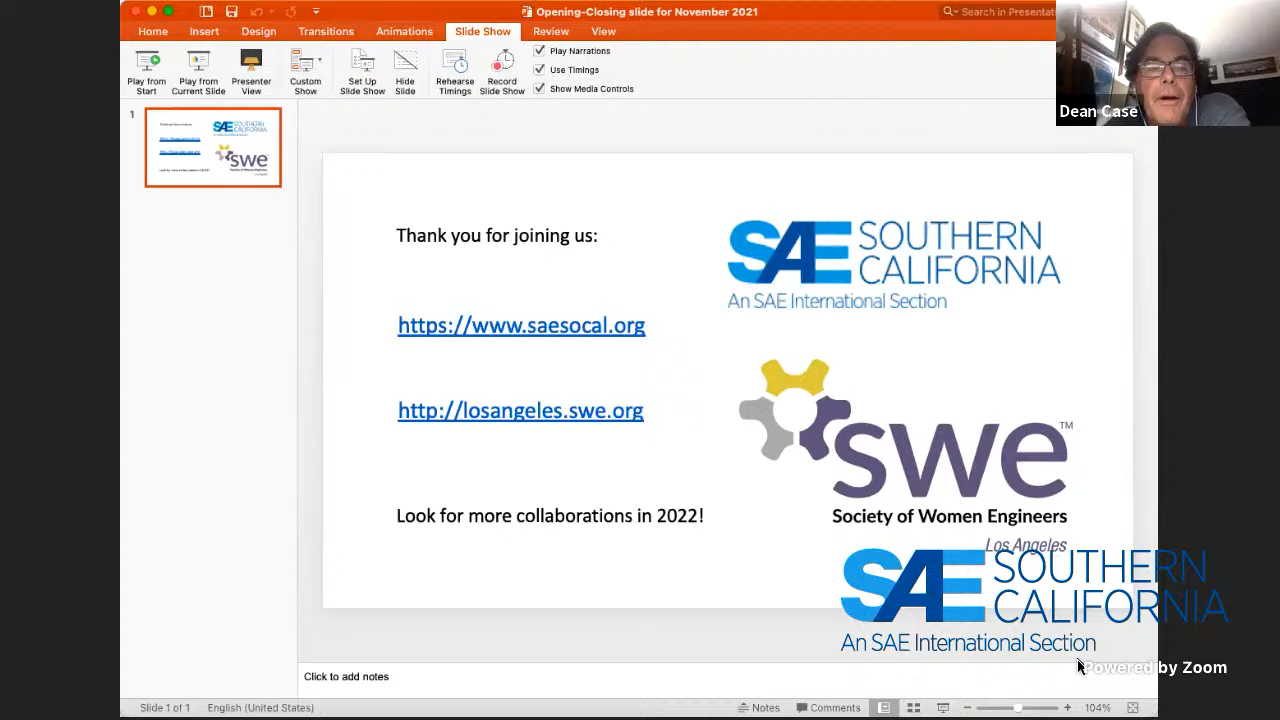 Opening-Closing slide for November 2021
Search in Presentat
Home Insert Design Transitions Animations Slide Show Review View
Play from Start
Play from Current Slide
Presenter View
Custom Show
Set Up Slide Show
Hide Slide
Rehearse Timings
Record Slide Show
Play Narrations
Use Timings
Show Media Controls
Dean Case
1
Thank you for joining us:
https://www.saesocal.org
http://losangeles.swe.org
Look for more collaborations in 2022!
SAE SOUTHERN
CALIFORNIA
An SAE International Section
swe™
Society of Women Engineers
Los Angeles
SAE SOUTHERN
CALIFORNIA
An SAE International Section
Powered by Zoom
Click to add notes
Slide 1 of 1 English (United States) Notes Comments 104%